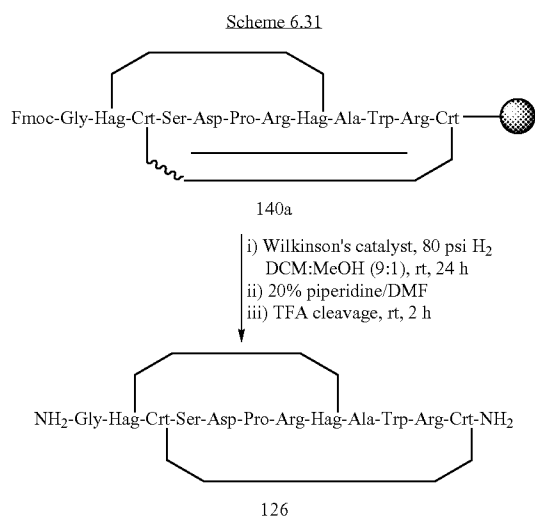 Scheme 6.31
Fmoc-Gly-Hag-Crt-Ser-Asp-Pro-Arg-Hag-Ala-Trp-Arg-Crt
140a
i) Wilkinson's catalyst, 80 psi H₂
DCM:MeOH (9:1), rt, 24 h
ii) 20% piperidine/DMF
iii) TFA cleavage, rt, 2 h
NH₂-Gly-Hag-Crt-Ser-Asp-Pro-Arg-Hag-Ala-Trp-Arg-Crt-NH₂
126